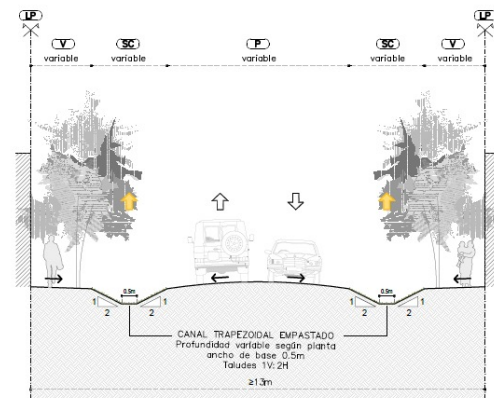 LP LP
V SC P SC V
variable variable variable variable variable
0.5m 0.5m
1 1 1 1
2 2 2 2
CANAL TRAPEZOIDAL EMPASTADO
Profundidad variable según planta
ancho de base 0.5m
Taludes 1V:2H
≥13m